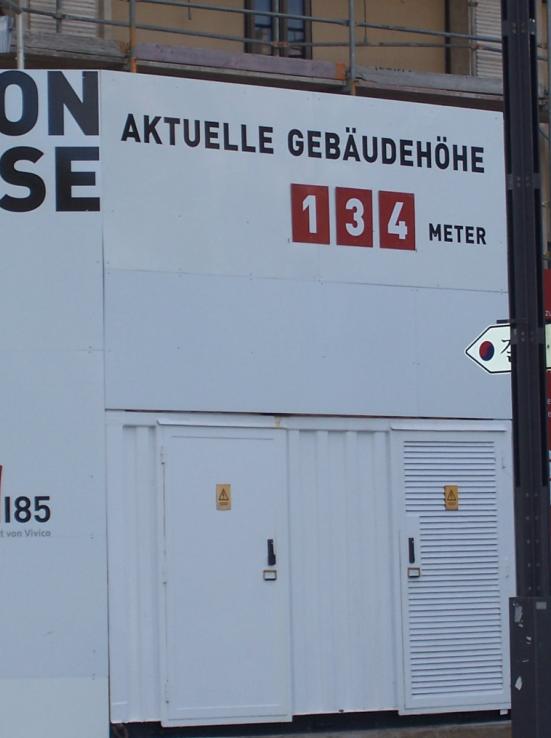 ON
SE
AKTUELLE GEBÄUDEHÖHE
134 METER
185
t von Vivico